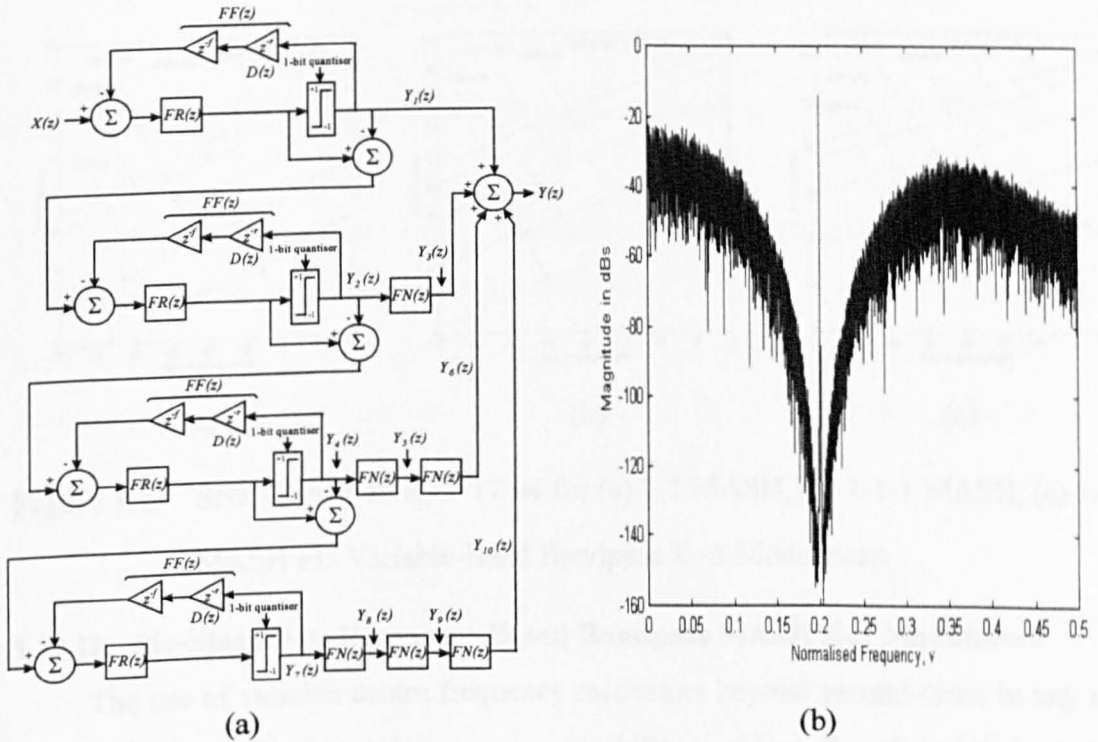 FF(z)
z^-f z^-r
D(z)
1-bit quantiser
+1
-1
X(z)
+
-
Σ
FR(z)
Y₁(z)
-
+
Σ
+
+
+
+
Σ
Y(z)
FF(z)
z^-f z^-r
D(z)
1-bit quantiser
+1
-1
+
-
Σ
FR(z)
Y₂(z)
FN(z)
Y₃(z)
-
+
Σ
Y₆(z)
FF(z)
z^-f z^-r
D(z)
1-bit quantiser
+1
-1
+
-
Σ
FR(z)
Y₄(z)
FN(z)
Y₅(z)
FN(z)
-
+
Σ
Y₁₀(z)
FF(z)
z^-f z^-r
D(z)
1-bit quantiser
+1
-1
+
-
Σ
FR(z)
Y₇(z)
FN(z)
Y₈(z)
FN(z)
Y₉(z)
FN(z)
(a)
Magnitude in dBs
0
-20
-40
-60
-80
-100
-120
-140
-160
0 0.05 0.1 0.15 0.2 0.25 0.3 0.35 0.4 0.45 0.5
Normalised Frequency, ν
(b)